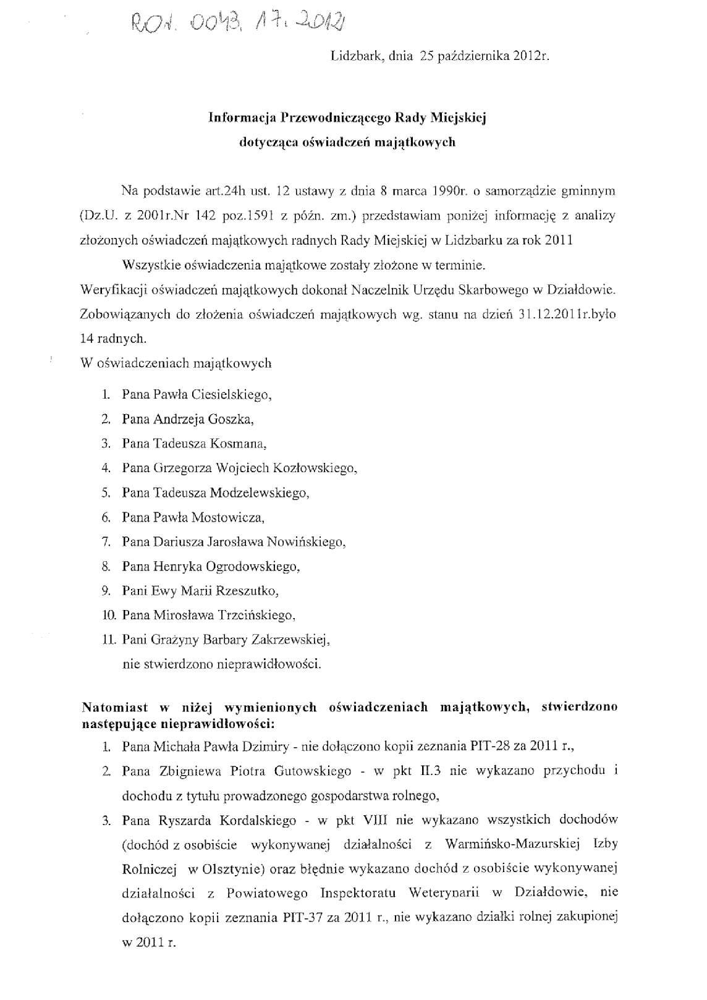 ROX. 0043. 17. 2012
Lidzbark, dnia 25 października 2012r.
Informacja Przewodniczącego Rady Miejskiej
dotycząca oświadczeń majątkowych
Na podstawie art.24h ust. 12 ustawy z dnia 8 marca 1990r. o samorządzie gminnym
(Dz.U. z 2001r.Nr 142 poz.1591 z późn. zm.) przedstawiam poniżej informację z analizy
złożonych oświadczeń majątkowych radnych Rady Miejskiej w Lidzbarku za rok 2011
Wszystkie oświadczenia majątkowe zostały złożone w terminie.
Weryfikacji oświadczeń majątkowych dokonał Naczelnik Urzędu Skarbowego w Działdowie.
Zobowiązanych do złożenia oświadczeń majątkowych wg. stanu na dzień 31.12.2011r.było
14 radnych.
W oświadczeniach majątkowych
1. Pana Pawła Ciesielskiego,
2. Pana Andrzeja Goszka,
3. Pana Tadeusza Kosmana,
4. Pana Grzegorza Wojciech Kozłowskiego,
5. Pana Tadeusza Modzelewskiego,
6. Pana Pawła Mostowicza,
7. Pana Dariusza Jarosława Nowińskiego,
8. Pana Henryka Ogrodowskiego,
9. Pani Ewy Marii Rzeszutko,
10. Pana Mirosława Trzcińskiego,
11. Pani Grażyny Barbary Zakrzewskiej,
nie stwierdzono nieprawidłowości.
Natomiast w niżej wymienionych oświadczeniach majątkowych, stwierdzono
następujące nieprawidłowości:
1. Pana Michała Pawła Dzimiry - nie dołączono kopii zeznania PIT-28 za 2011 r.,
2. Pana Zbigniewa Piotra Gutowskiego - w pkt II.3 nie wykazano przychodu i
dochodu z tytułu prowadzonego gospodarstwa rolnego,
3. Pana Ryszarda Kordalskiego - w pkt VIII nie wykazano wszystkich dochodów
(dochód z osobiście wykonywanej działalności z Warmińsko-Mazurskiej Izby
Rolniczej w Olsztynie) oraz błędnie wykazano dochód z osobiście wykonywanej
działalności z Powiatowego Inspektoratu Weterynarii w Działdowie, nie
dołączono kopii zeznania PIT-37 za 2011 r., nie wykazano działki rolnej zakupionej
w 2011 r.